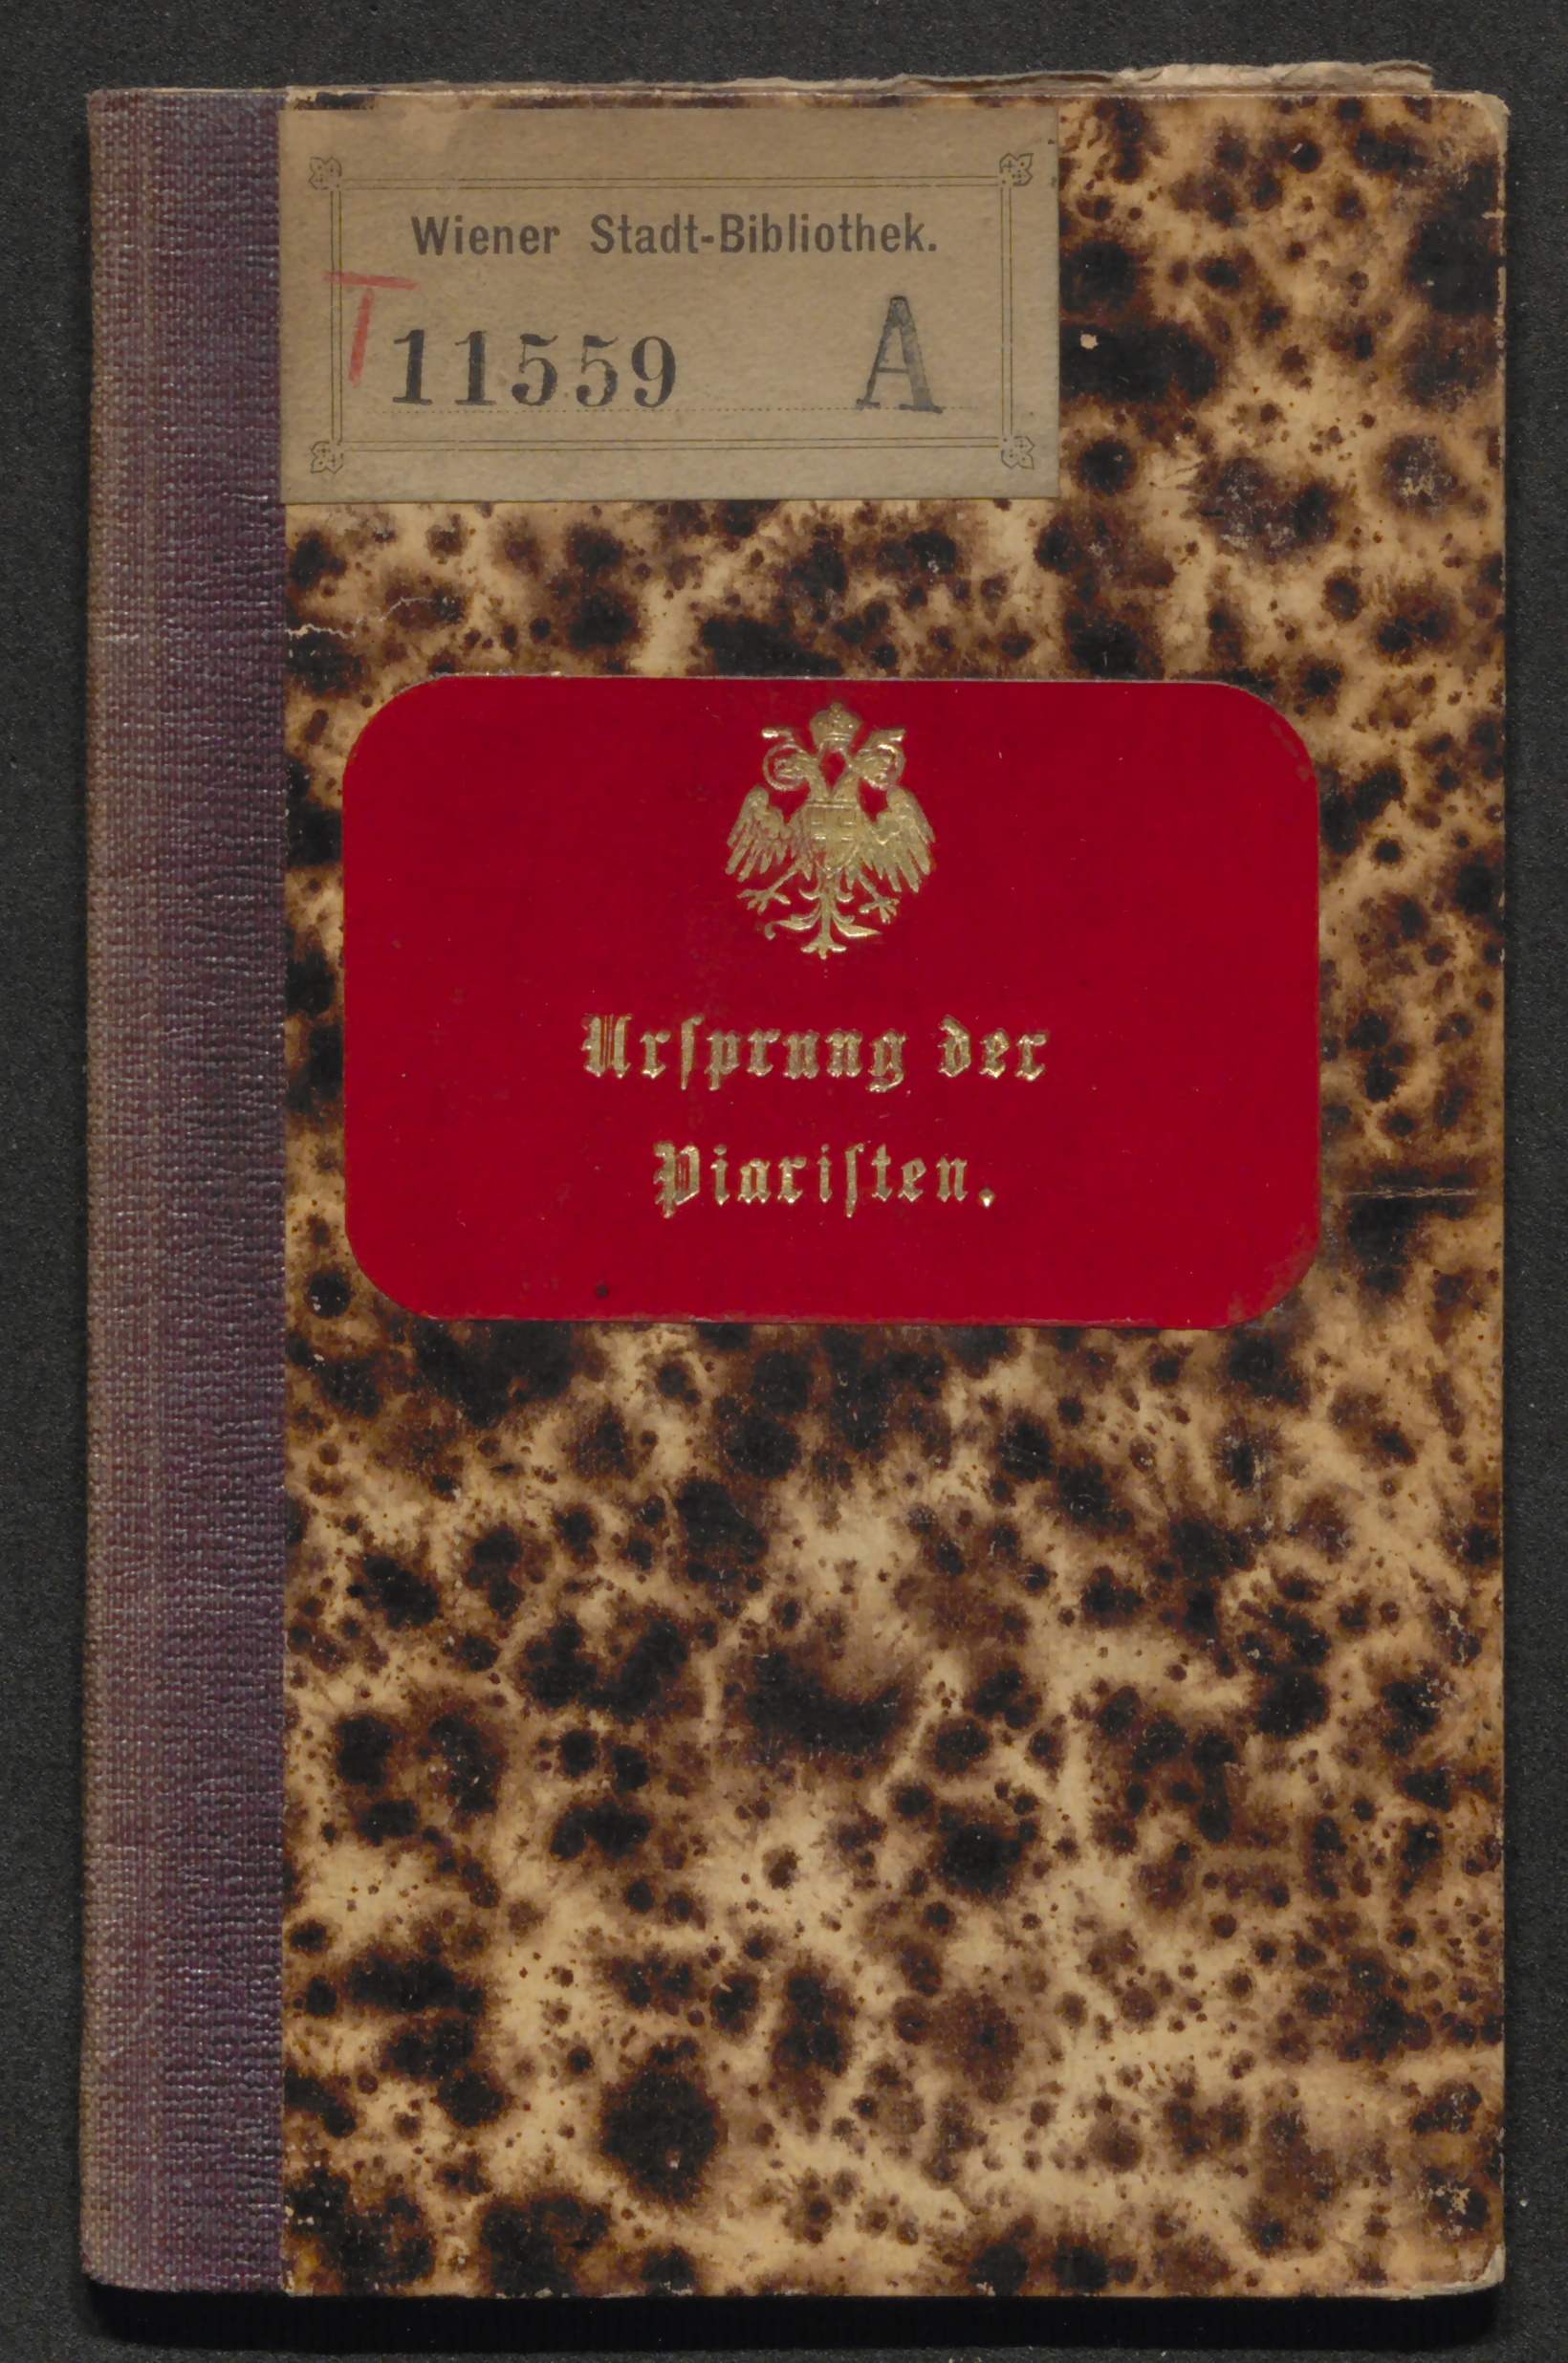 Wiener Stadt-Bibliothek.
T 11559 A
Urſprung der
Piariſten.